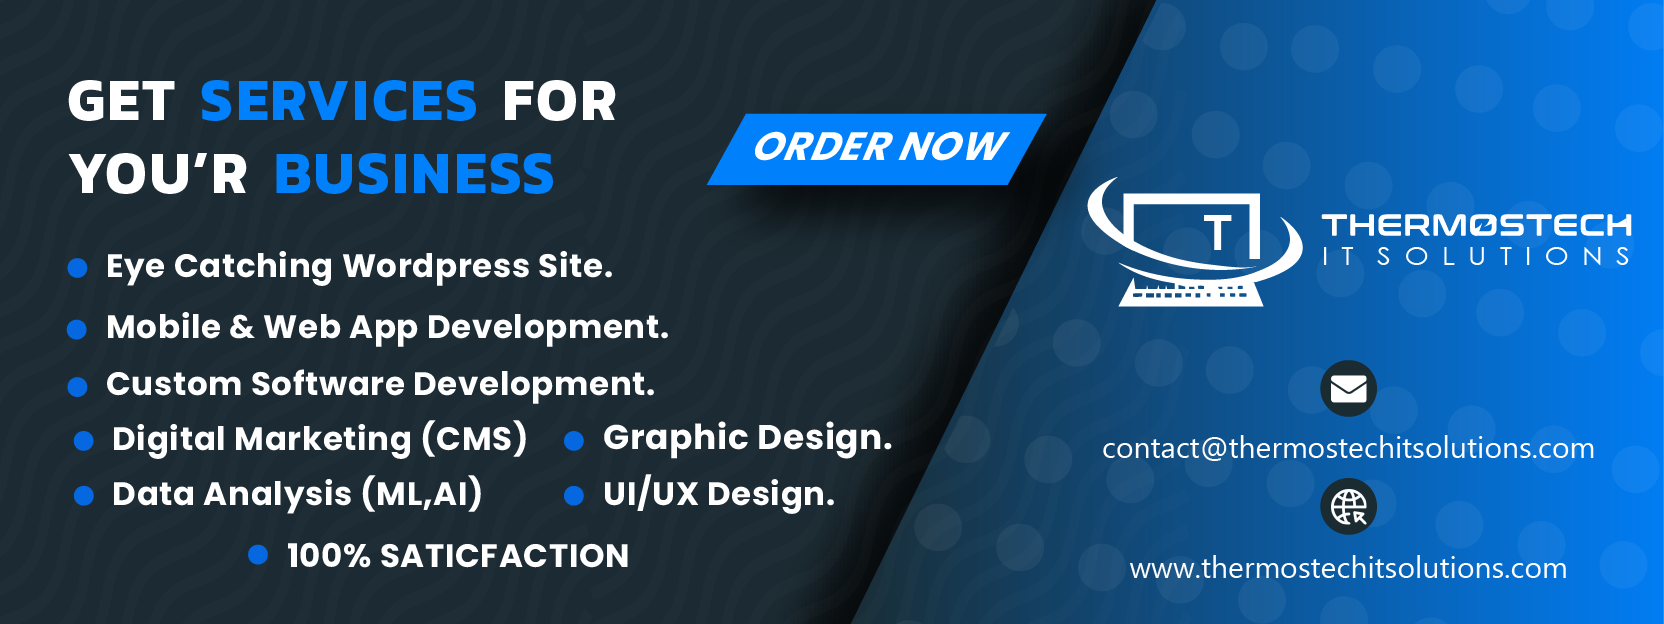 GET SERVICES FOR
YOU'R BUSINESS
ORDER NOW
Eye Catching Wordpress Site.
Mobile & Web App Development.
Custom Software Development.
Digital Marketing (CMS)
Graphic Design.
Data Analysis (ML,AI)
UI/UX Design.
100% SATICFACTION
T
THERMØSTECH
IT SOLUTIONS
contact@thermostechitsolutions.com
www.thermostechitsolutions.com